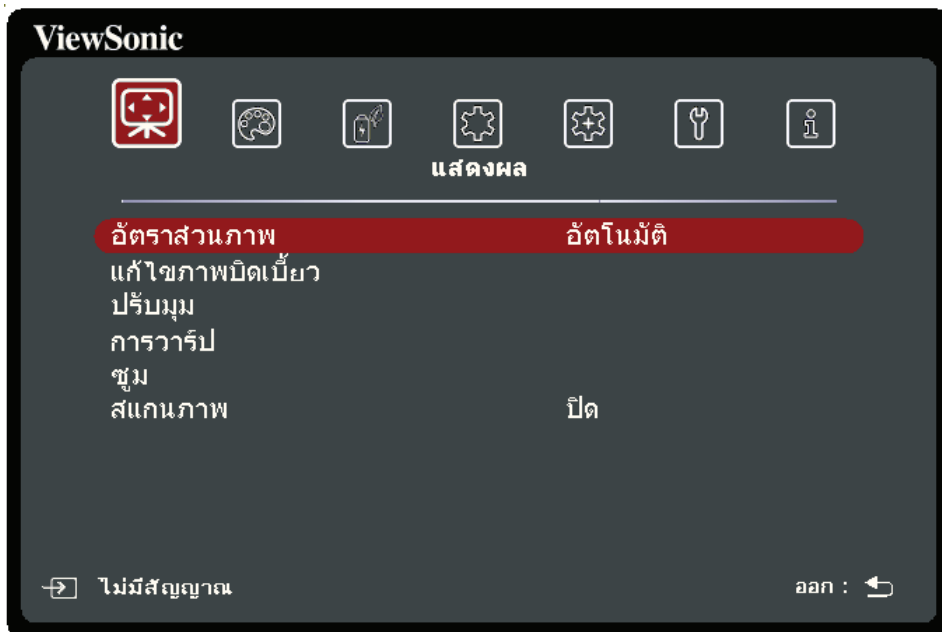 ViewSonic
แสดงผล
อัตราส่วนภาพ อัตโนมัติ
แก้ไขภาพบิดเบี้ยว
ปรับมุม
การวาร์ป
ซูม
สแกนภาพ ปิด
ไม่มีสัญญาณ ออก :